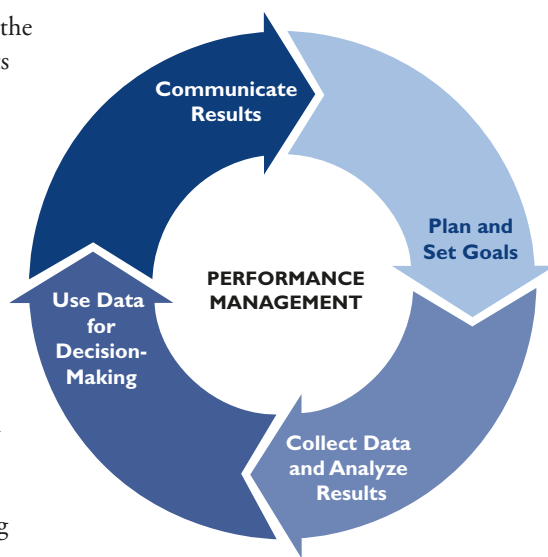 the
s
Communicate
Results
Plan and
Set Goals
PERFORMANCE
MANAGEMENT
Use Data
for
Decision-
Making
Collect Data
and Analyze
Results
g